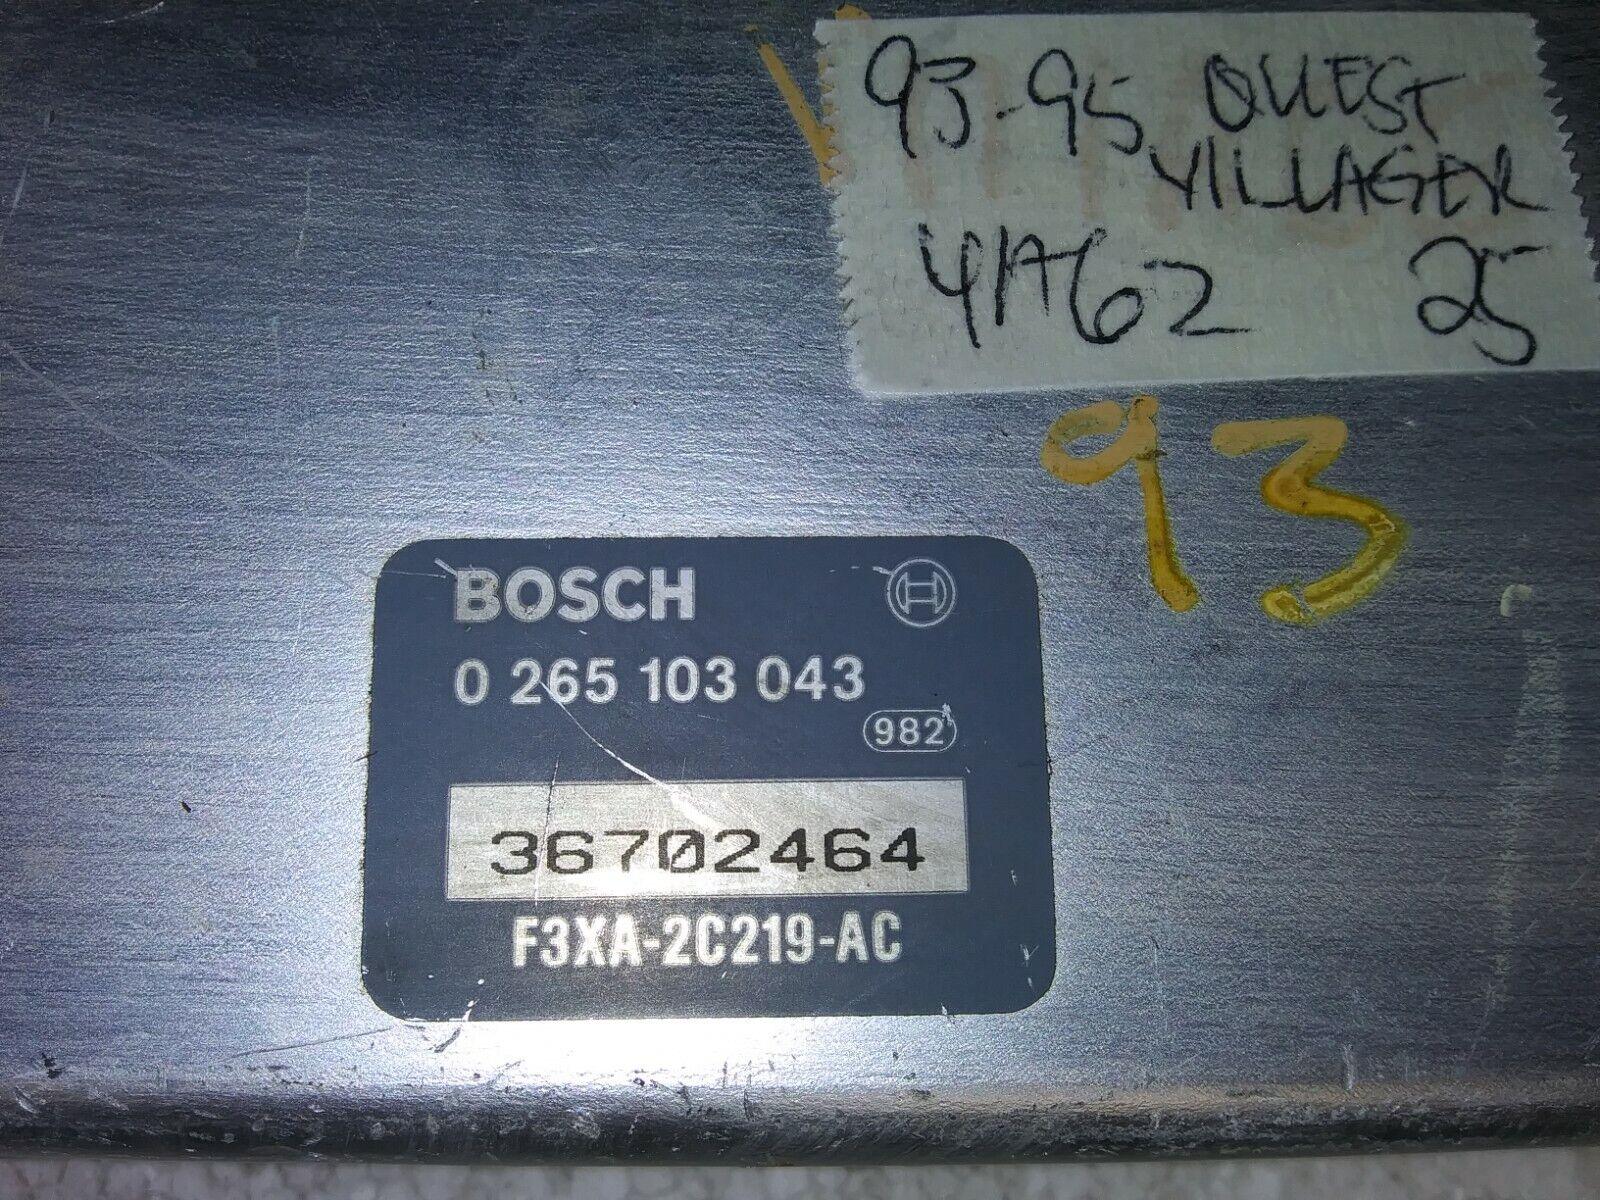 93-95 QUEST
VILLAGER
4A62 25
93
BOSCH
0 265 103 043
982
36702464
F3XA-2C219-AC